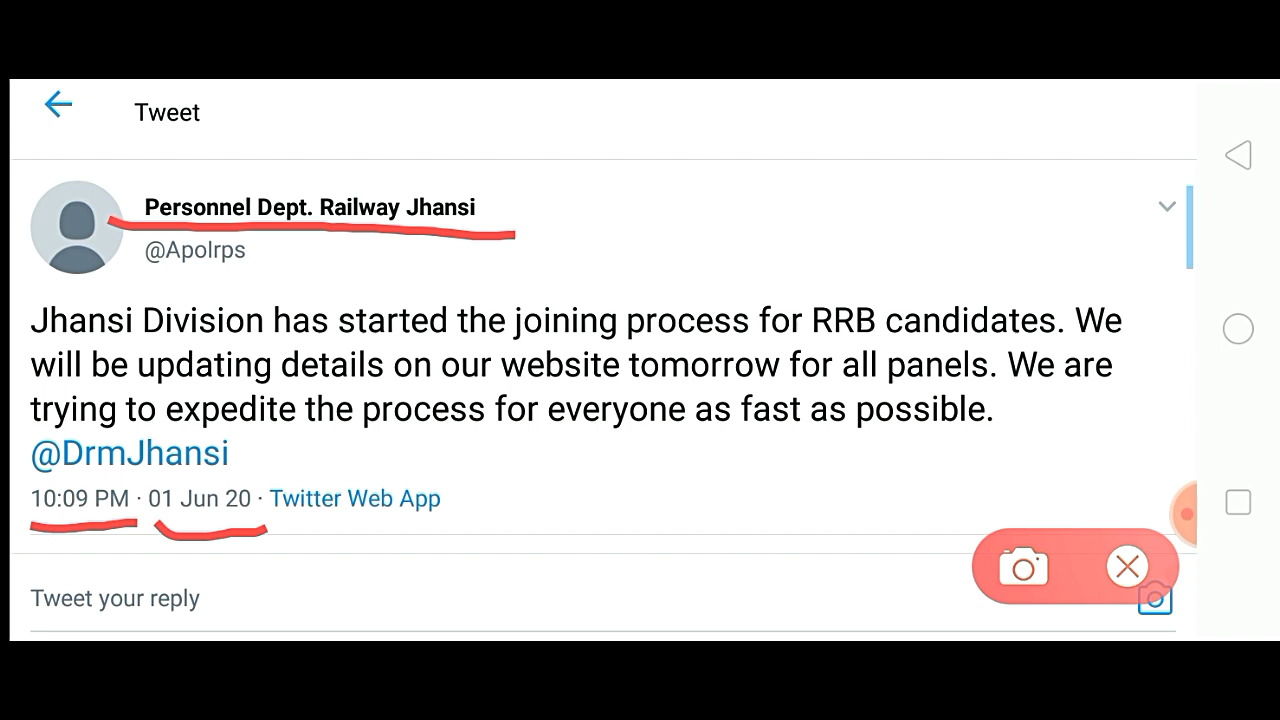 Tweet
Personnel Dept. Railway Jhansi
@Apolrps
Jhansi Division has started the joining process for RRB candidates. We
will be updating details on our website tomorrow for all panels. We are
trying to expedite the process for everyone as fast as possible.
@DrmJhansi
10:09 PM · 01 Jun 20 · Twitter Web App
Tweet your reply